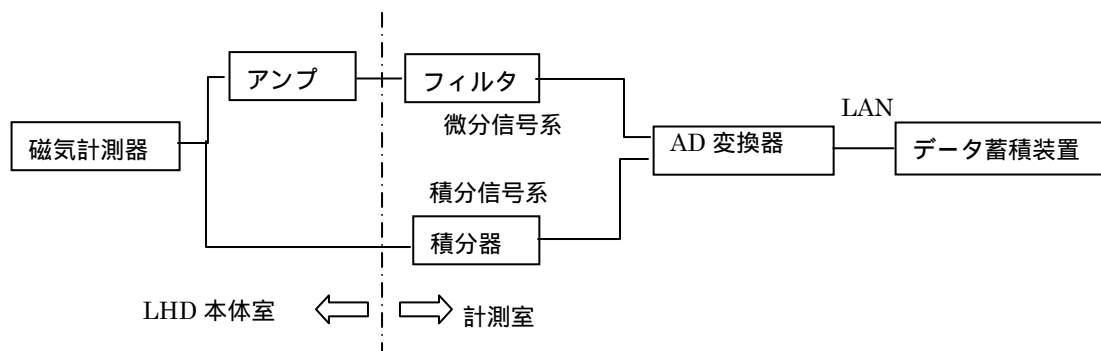 アンプ
フィルタ
微分信号系
磁気計測器
AD 変換器
LAN
データ蓄積装置
積分信号系
積分器
LHD 本体室
計測室